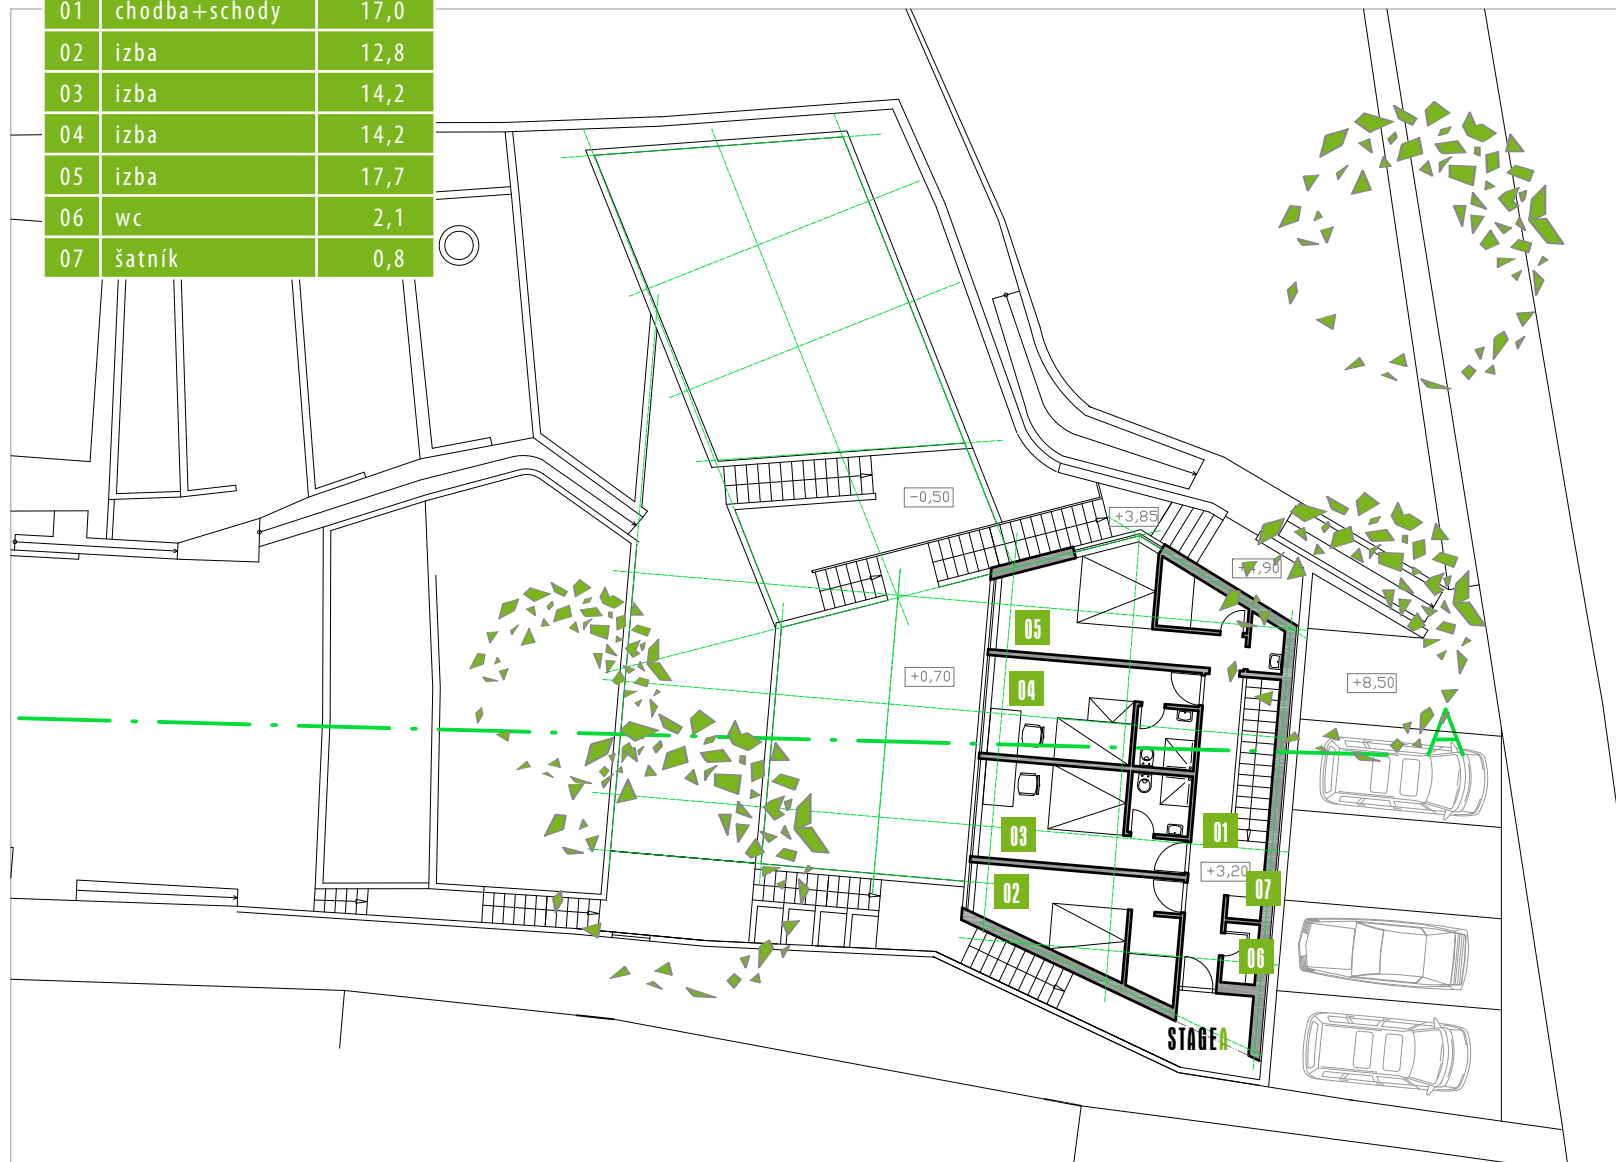 01 chodba+schody 17,0
02 izba 12,8
03 izba 14,2
04 izba 14,2
05 izba 17,7
06 wc 2,1
07 šatník 0,8
-0,50
+3,85
+4,90
05
+0,70
04
+8,50
A
03
01
+3,20
02
07
06
STAGEA